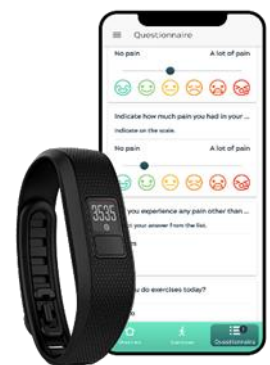 Questionnaire
No pain A lot of pain
Indicate how much pain you had in your ...
Indicate on the scale.
No pain A lot of pain
you experience any pain other than ...
your answer from the list.
do exercises today?
3535
Exercises
Questionnaire